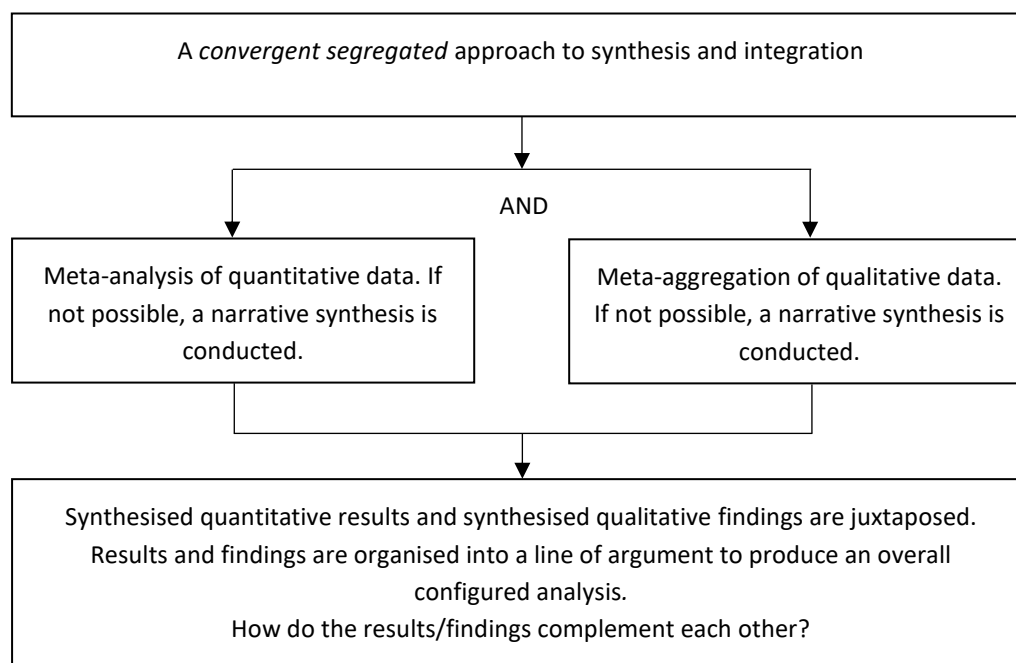 A convergent segregated approach to synthesis and integration
AND
Meta-analysis of quantitative data. If
not possible, a narrative synthesis is
conducted.
Meta-aggregation of qualitative data.
If not possible, a narrative synthesis is
conducted.
Synthesised quantitative results and synthesised qualitative findings are juxtaposed.
Results and findings are organised into a line of argument to produce an overall
configured analysis.
How do the results/findings complement each other?